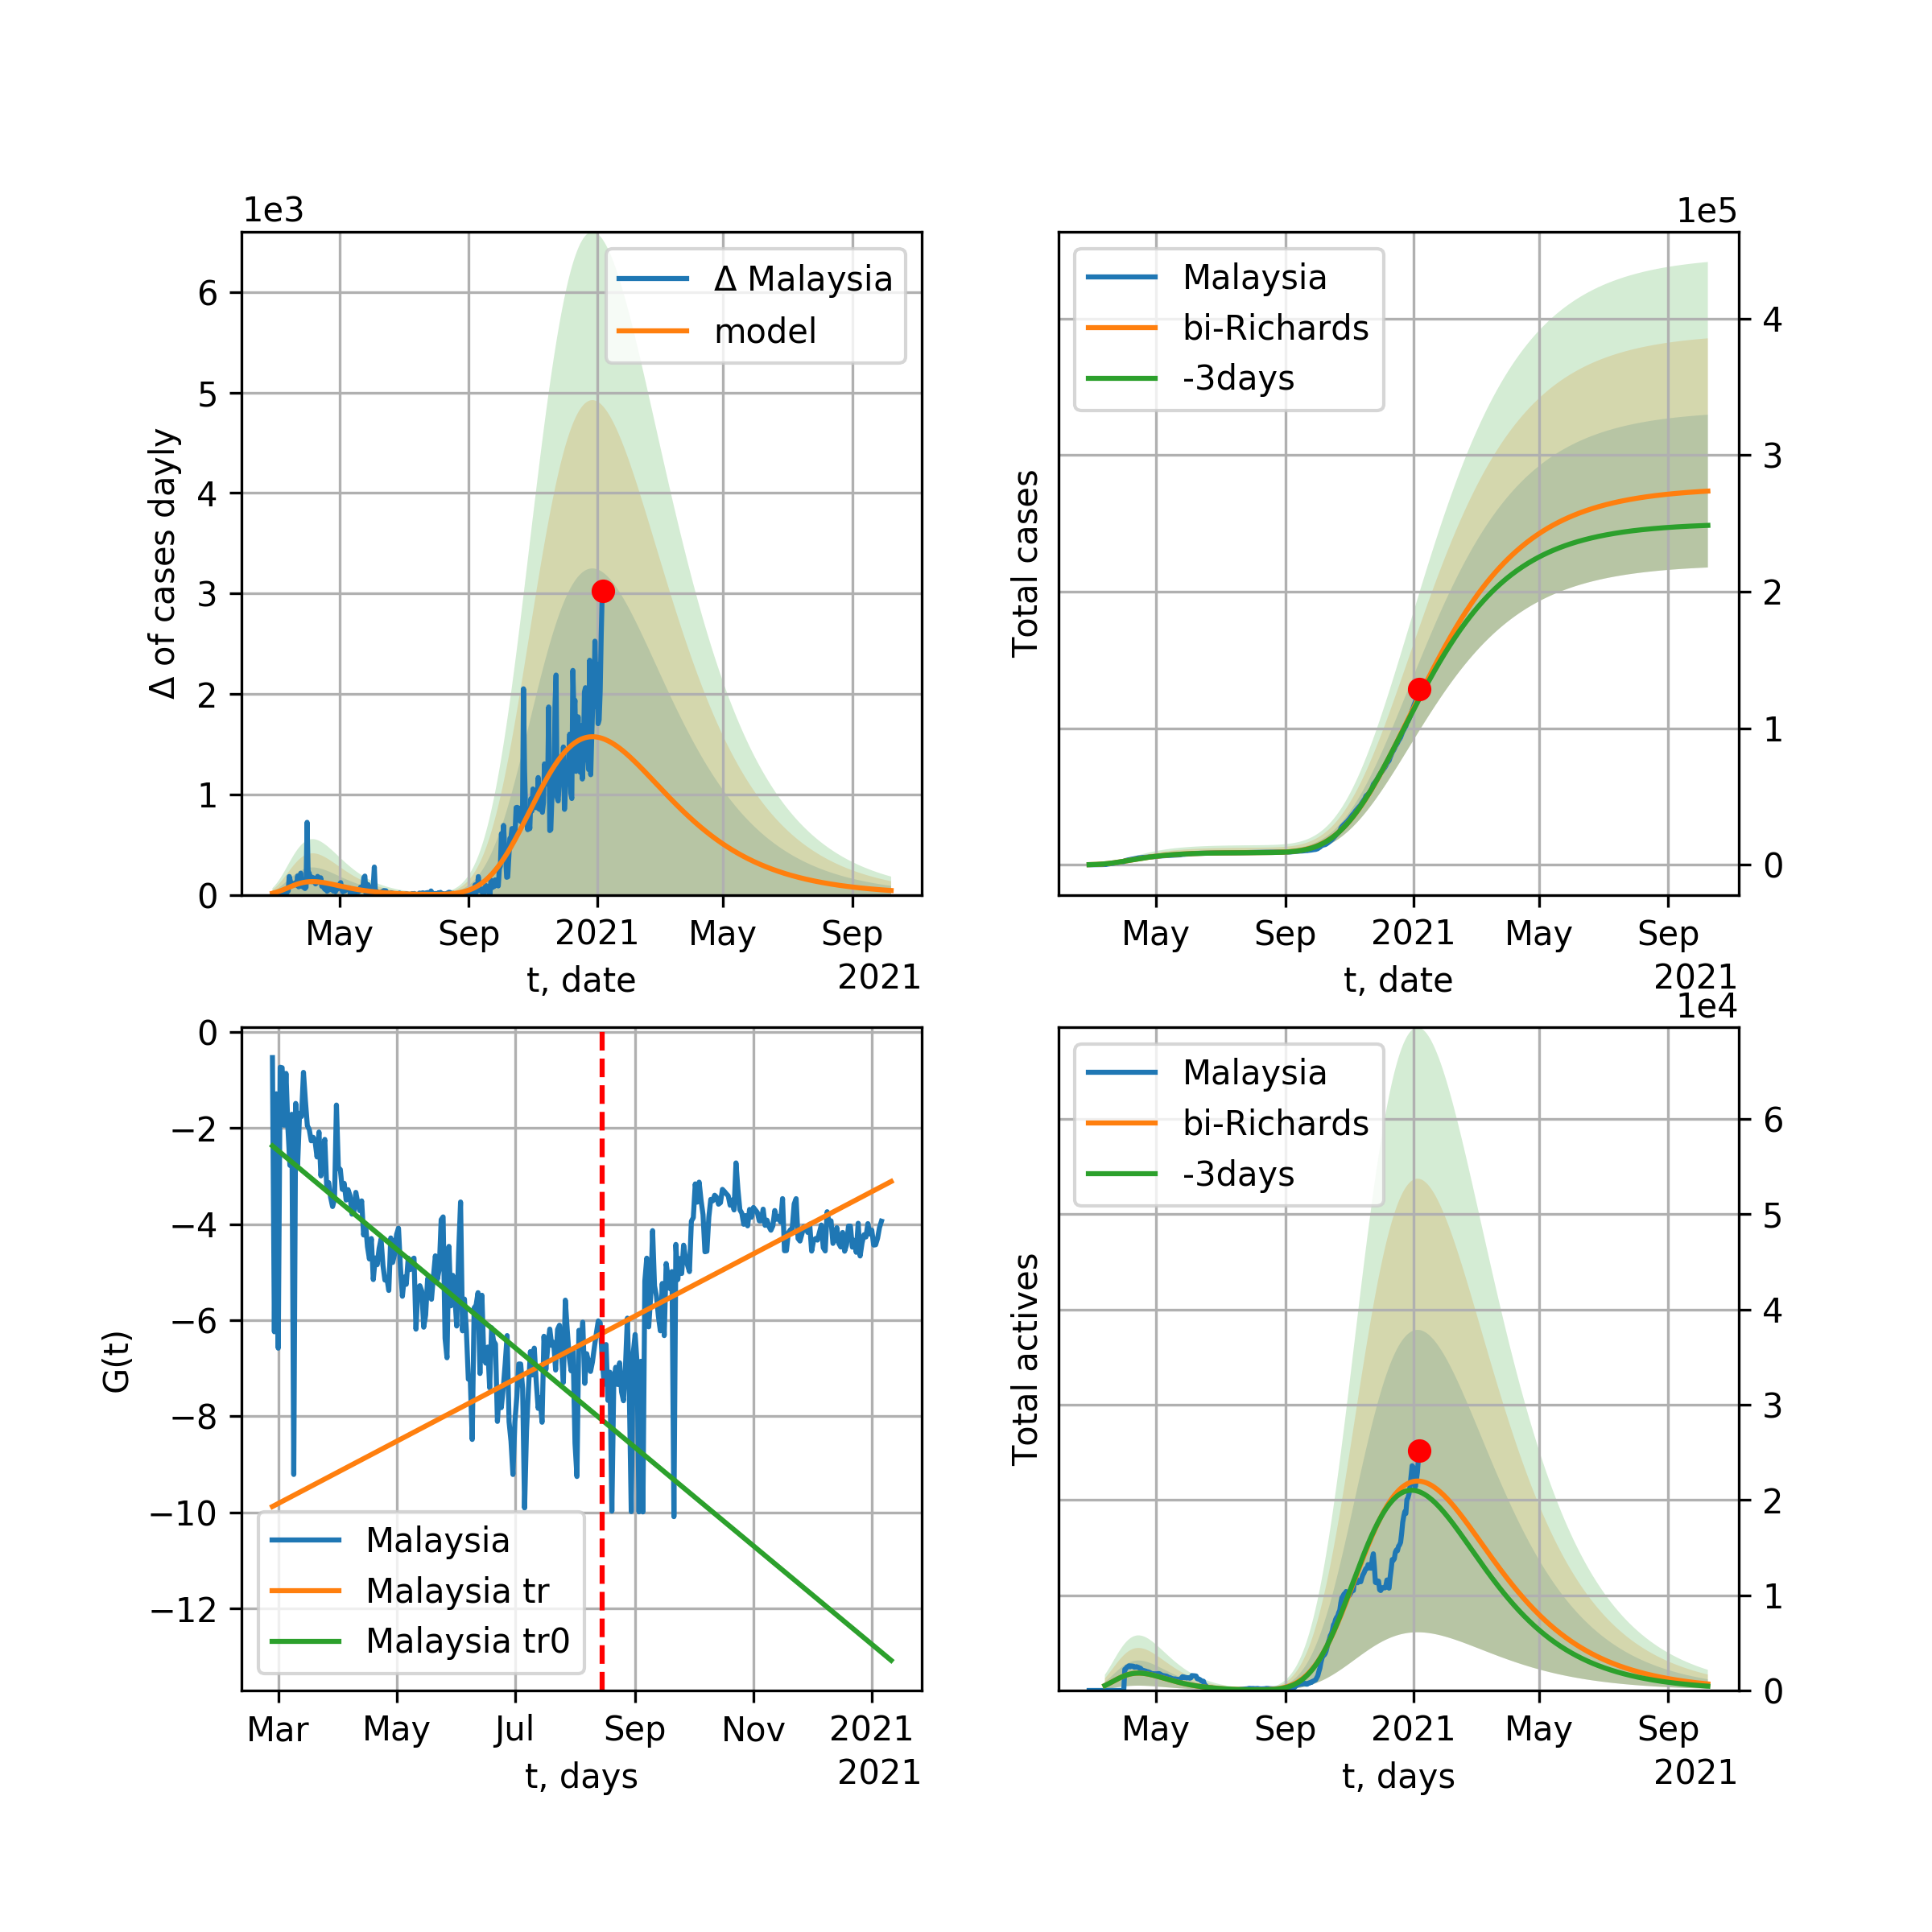 1e3
6
5
4
3
2
1
0
Δ of cases dayly
Δ Malaysia
model
May
Sep
2021
May
Sep
t, date
2021
1e5
Malaysia
bi-Richards
-3days
Total cases
4
3
2
1
0
May
Sep
2021
May
Sep
t, date
2021
0
−2
−4
−6
−8
−10
−12
G(t)
Malaysia
Malaysia tr
Malaysia tr0
Mar
May
Jul
Sep
Nov
2021
t, days
2021
1e4
Malaysia
bi-Richards
-3days
Total actives
6
5
4
3
2
1
0
May
Sep
2021
May
Sep
t, days
2021